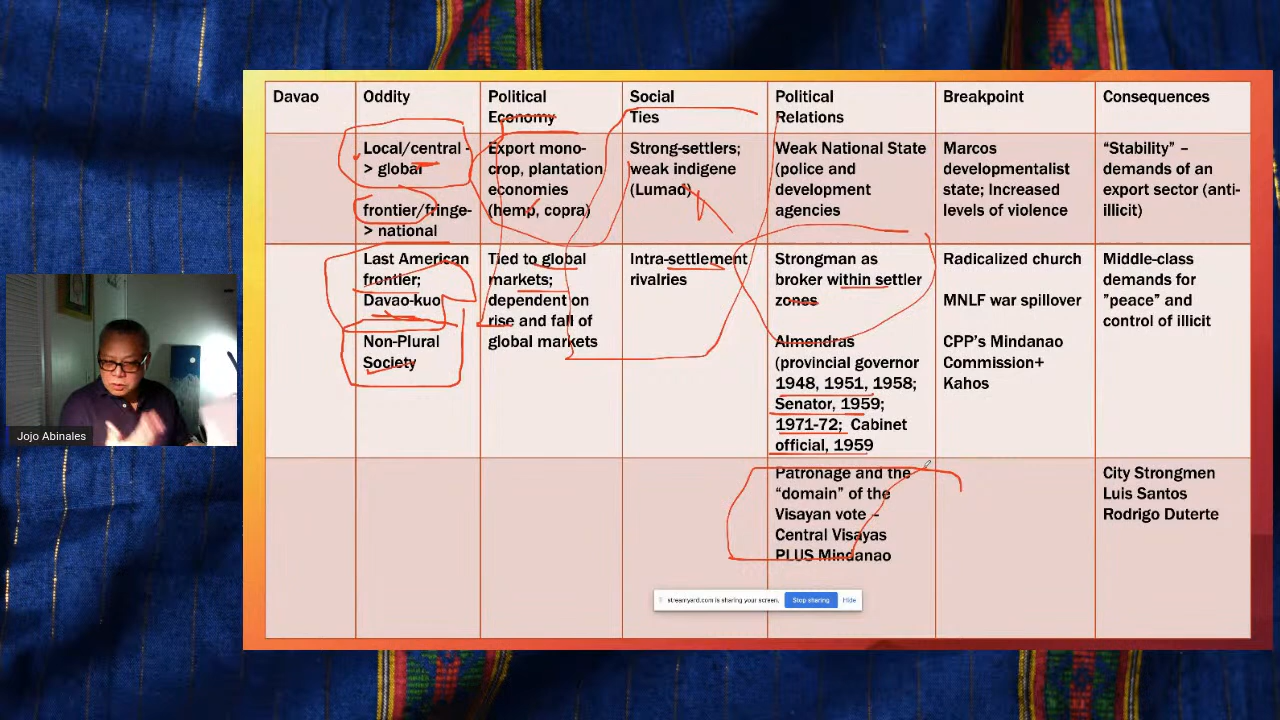 Davao
Oddity
Political
Economy
Social
Ties
Political
Relations
Breakpoint
Consequences
Local/central -
> global
frontier/fringe-
> national
Export mono-
crop, plantation
economies
(hemp, copra)
Strong-settlers;
weak indigene
(Lumad)
Weak National State
(police and
development
agencies
Marcos
developmentalist
state; Increased
levels of violence
“Stability” –
demands of an
export sector (anti-
illicit)
Last American
frontier;
Davao-kuo
Non-Plural
Society
Tied to global
markets;
dependent on
rise and fall of
global markets
Intra-settlement
rivalries
Strongman as
broker within settler
zones
Almendras
(provincial governor
1948, 1951, 1958;
Senator, 1959;
1971-72; Cabinet
official, 1959
Radicalized church
MNLF war spillover
CPP’s Mindanao
Commission+
Kahos
Middle-class
demands for
”peace” and
control of illicit
Patronage and the
“domain” of the
Visayan vote –
Central Visayas
PLUS Mindanao
City Strongmen
Luis Santos
Rodrigo Duterte
streamyard.com is sharing your screen.
Stop sharing
Hide
Jojo Abinales